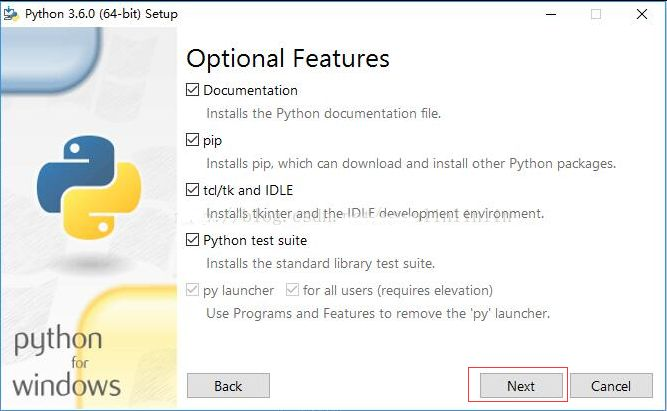 Python 3.6.0 (64-bit) Setup
Optional Features
Documentation
Installs the Python documentation file.
pip
Installs pip, which can download and install other Python packages.
tcl/tk and IDLE
Installs tkinter and the IDLE development environment.
Python test suite
Installs the standard library test suite.
py launcher for all users (requires elevation)
Use Programs and Features to remove the 'py' launcher.
python
for
windows
Back Next Cancel